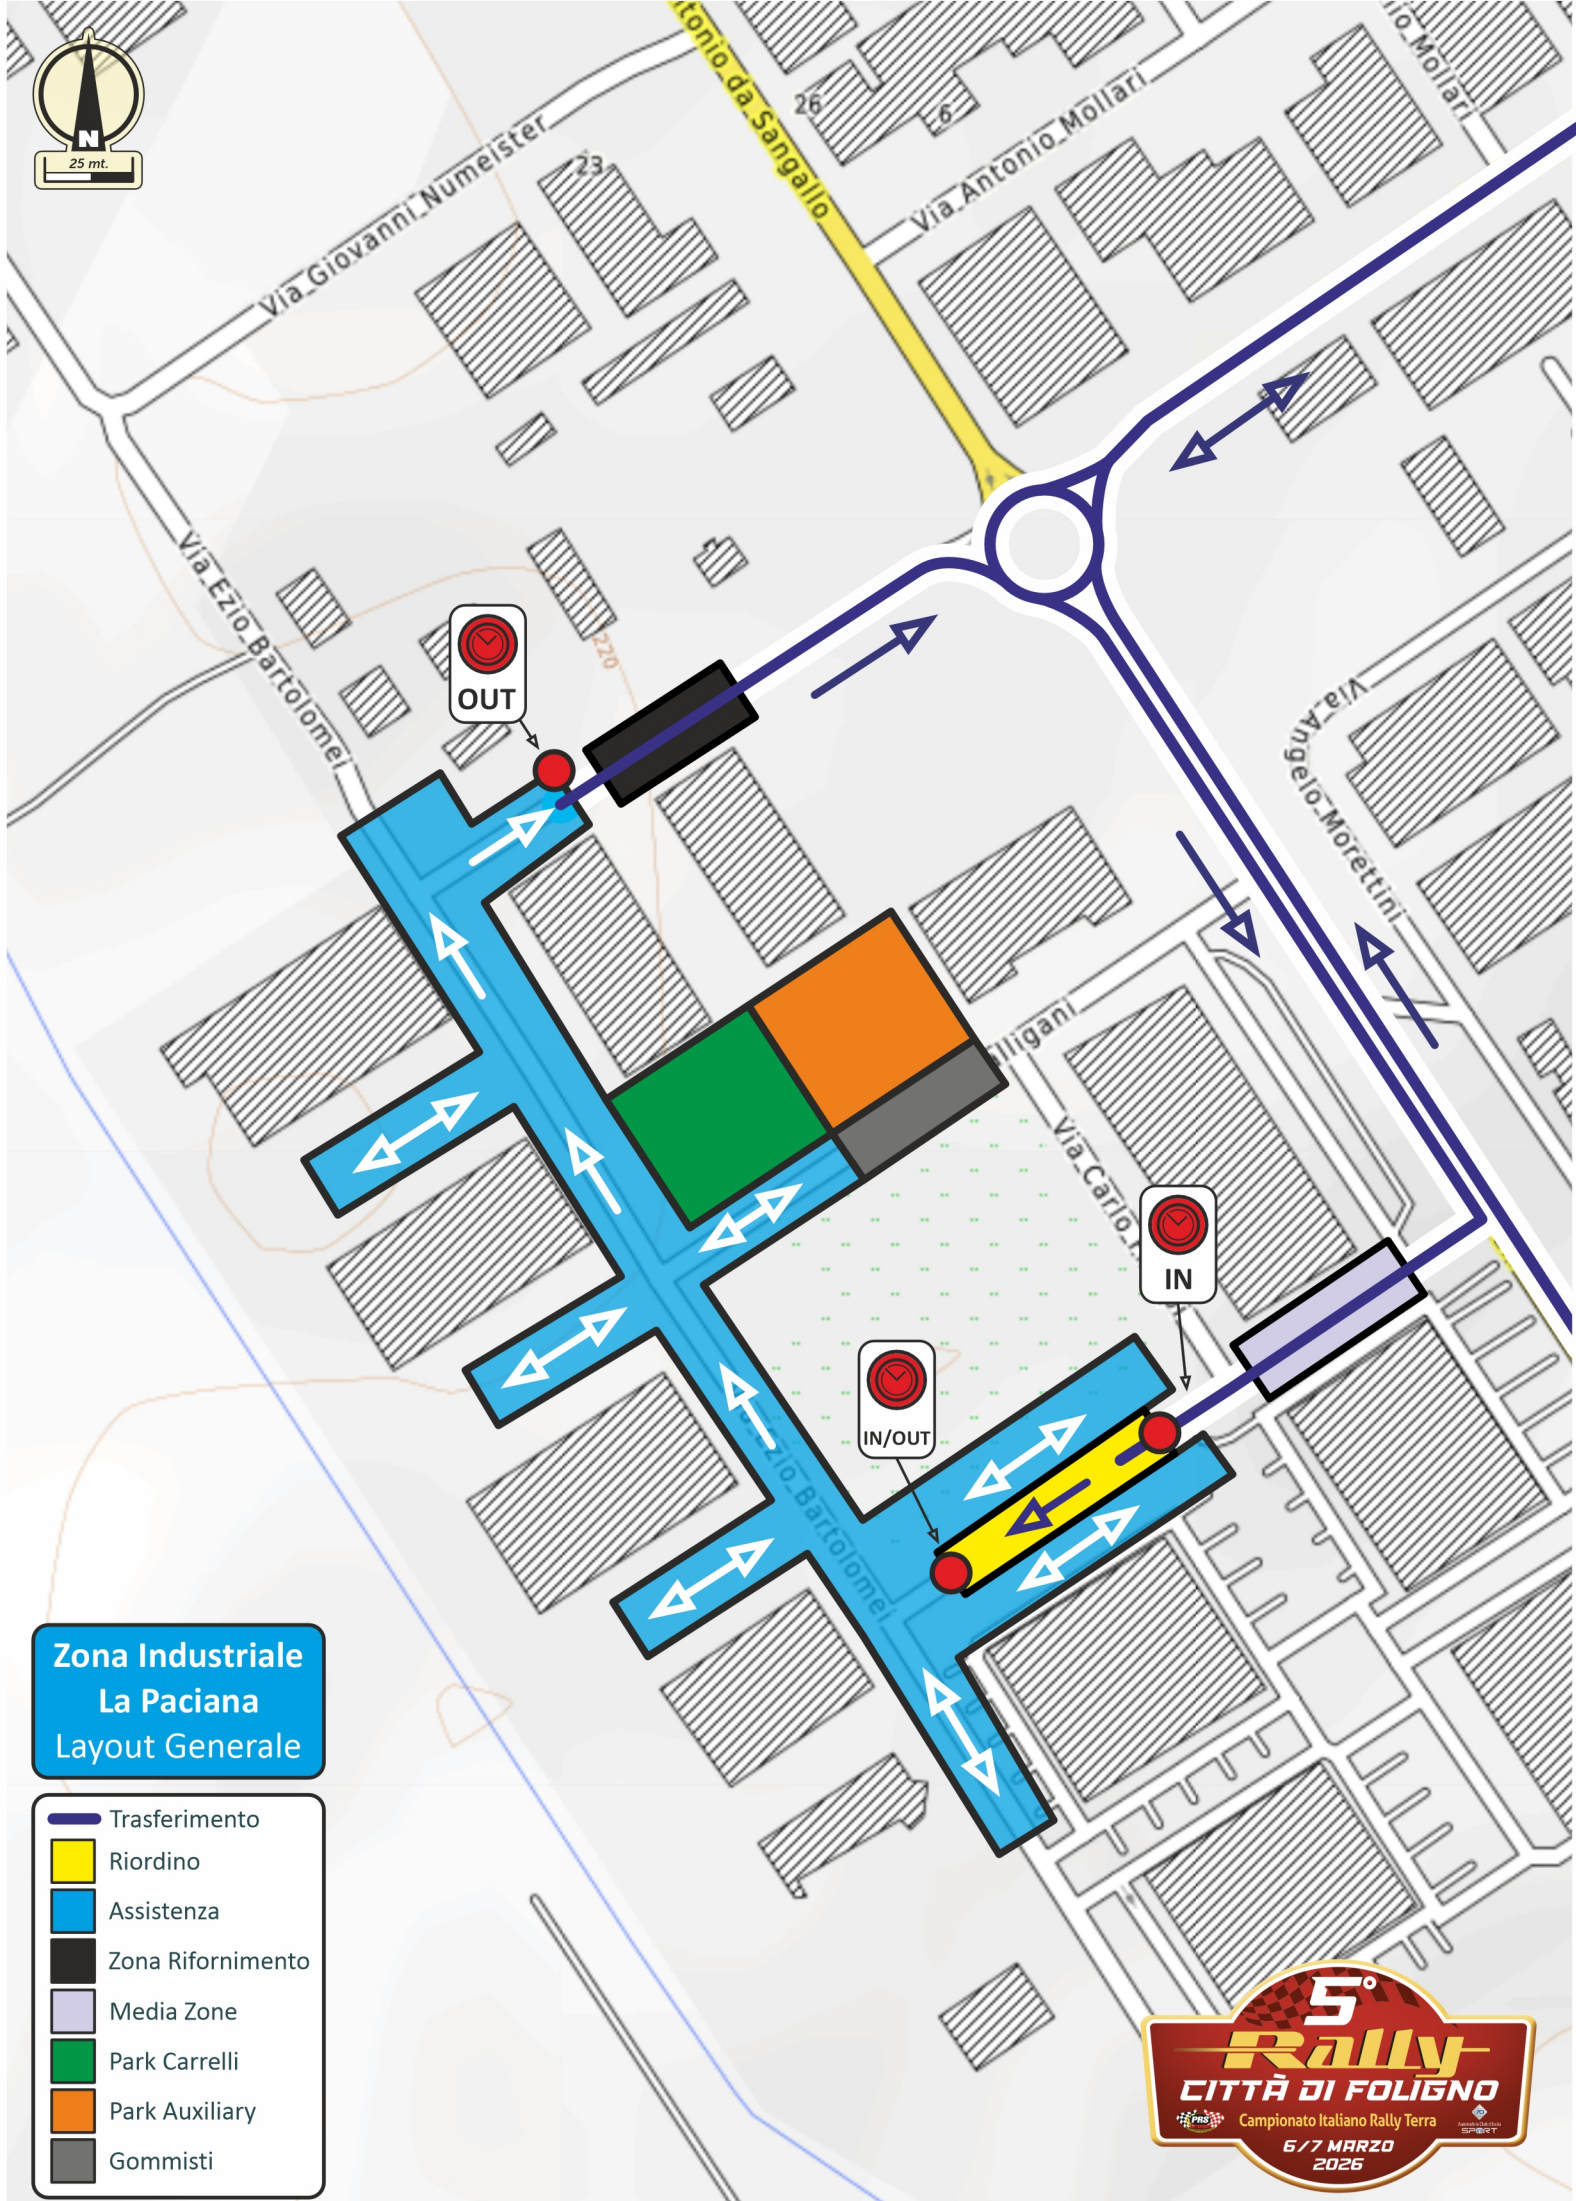 N
25 mt.
tonio da Sangallo
io Mollari
26
6
Via Antonio Mollari
23
Via Giovanni Numeister
Via Ezio Bartolomei
220
OUT
Via Angelo Morettini
lligani
Via Carlo
IN
IN/OUT
Ezio Bartolomei
Zona Industriale
La Paciana
Layout Generale
Trasferimento
Riordino
Assistenza
Zona Rifornimento
Media Zone
Park Carrelli
Park Auxiliary
Gommisti
5°
Rally
CITTÀ DI FOLIGNO
PRS
Campionato Italiano Rally Terra
SPORT
6/7 MARZO
2026